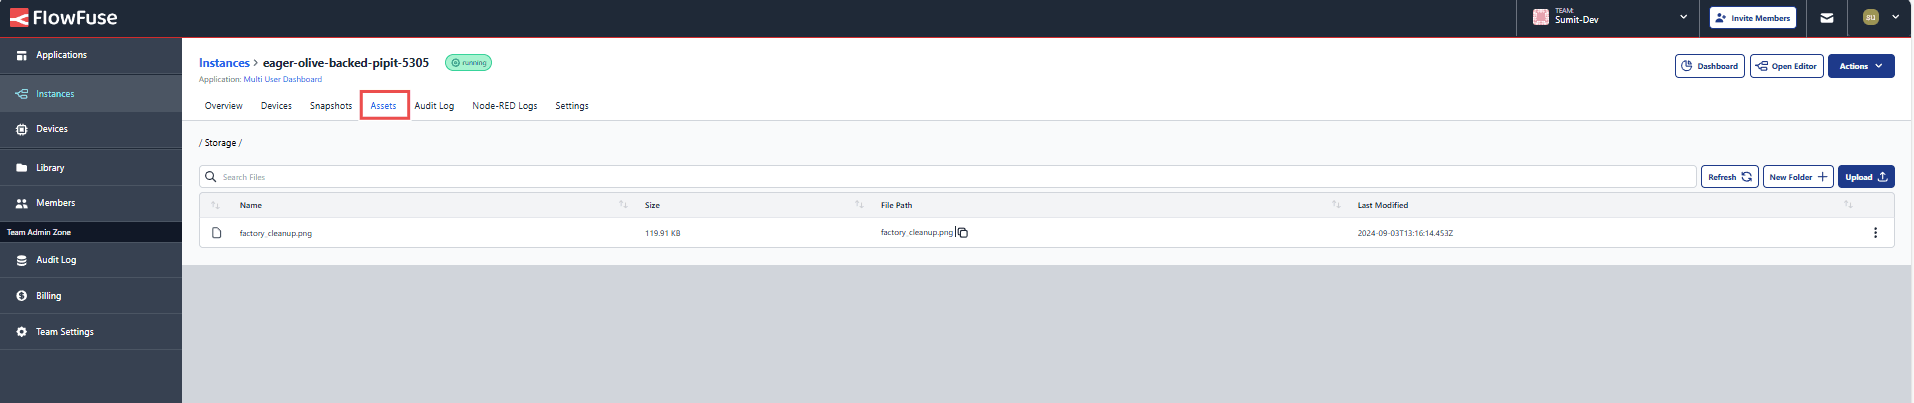 FlowFuse
TEAM:
Sumit-Dev
Invite Members
SU
Applications
Instances
Devices
Library
Members
Team Admin Zone
Audit Log
Billing
Team Settings
Instances > eager-olive-backed-pipit-5305 running
Application: Multi User Dashboard
Dashboard Open Editor Actions
Overview Devices Snapshots Assets Audit Log Node-RED Logs Settings
/ Storage /
Search Files Refresh New Folder Upload
Name Size File Path Last Modified
factory_cleanup.png 119.91 KB factory_cleanup.png 2024-09-03T13:16:14.453Z